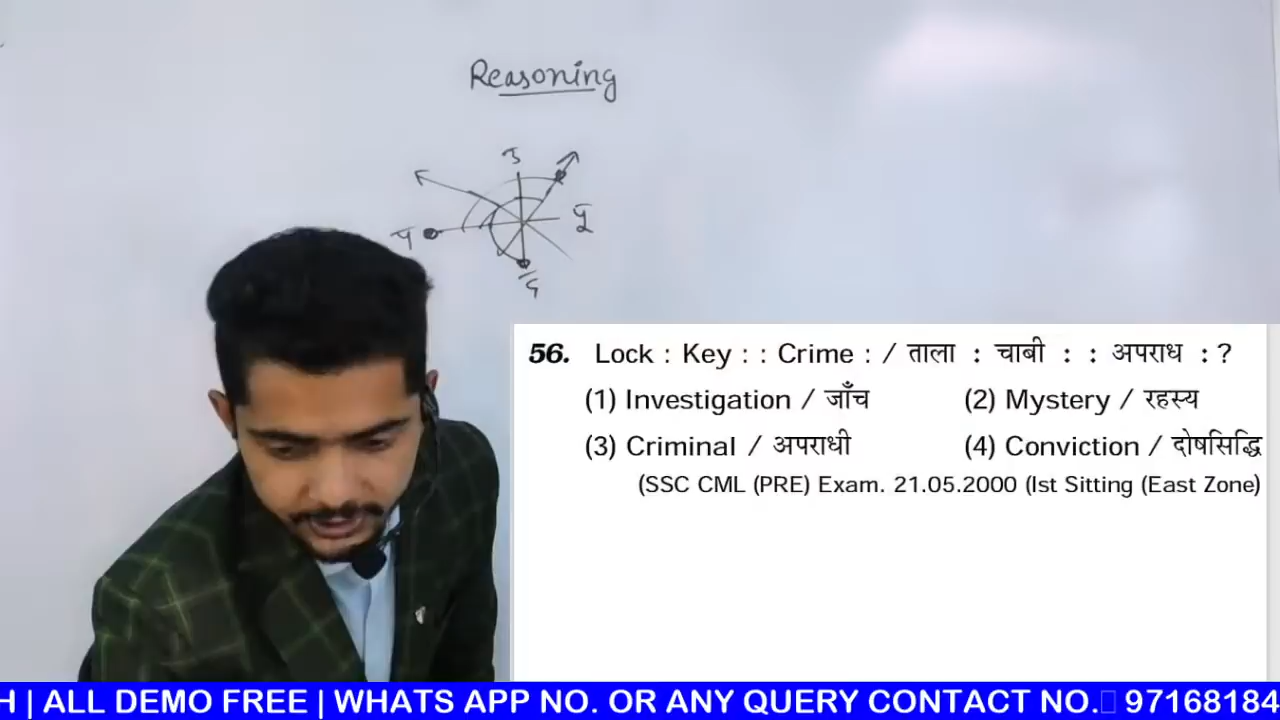 Reasoning
उ
पू
प
द
56. Lock : Key : : Crime : / ताला : चाबी : : अपराध : ?
(1) Investigation / जाँच (2) Mystery / रहस्य
(3) Criminal / अपराधी (4) Conviction / दोषसिद्धि
(SSC CML (PRE) Exam. 21.05.2000 (Ist Sitting (East Zone)
H | ALL DEMO FREE | WHATS APP NO. OR ANY QUERY CONTACT NO. 97168184